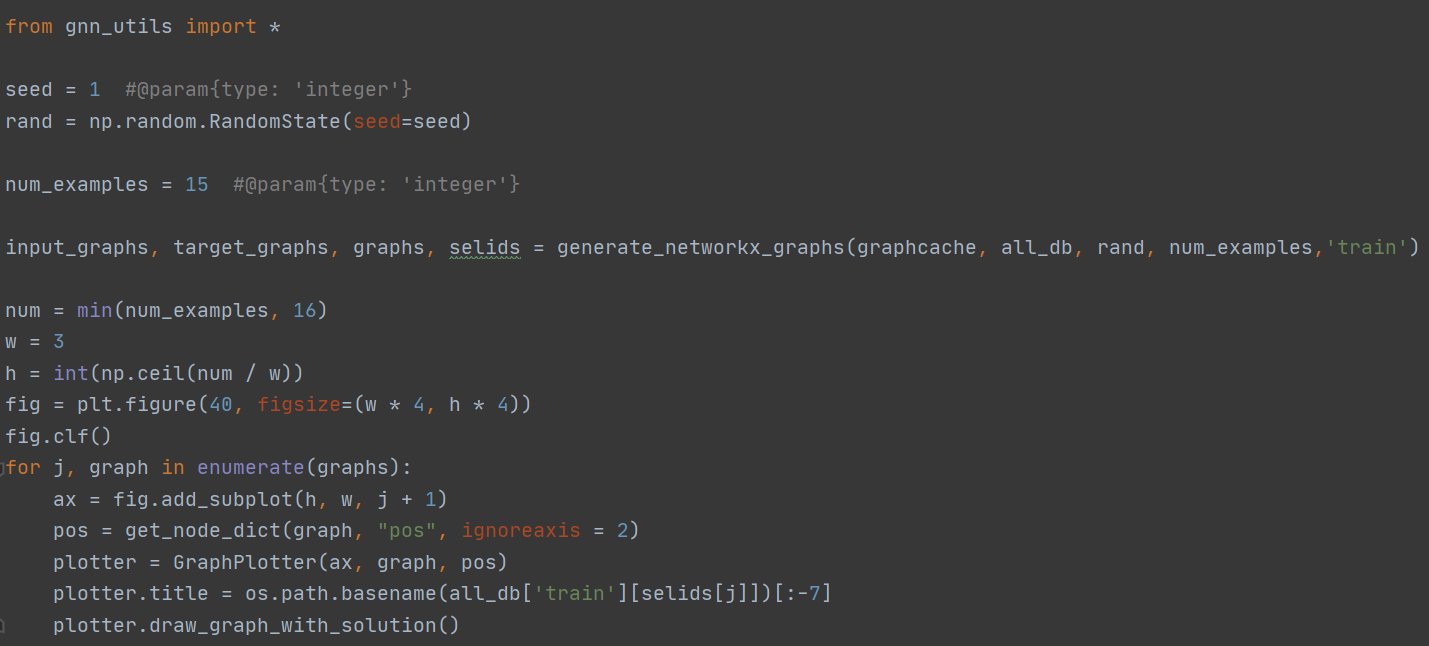 from gnn_utils import *
seed = 1  #@param{type: 'integer'}
rand = np.random.RandomState(seed=seed)
num_examples = 15  #@param{type: 'integer'}
input_graphs, target_graphs, graphs, selids = generate_networkx_graphs(graphcache, all_db, rand, num_examples,'train')
num = min(num_examples, 16)
w = 3
h = int(np.ceil(num / w))
fig = plt.figure(40, figsize=(w * 4, h * 4))
fig.clf()
for j, graph in enumerate(graphs):
    ax = fig.add_subplot(h, w, j + 1)
    pos = get_node_dict(graph, "pos", ignoreaxis = 2)
    plotter = GraphPlotter(ax, graph, pos)
    plotter.title = os.path.basename(all_db['train'][selids[j]])[:-7]
    plotter.draw_graph_with_solution()